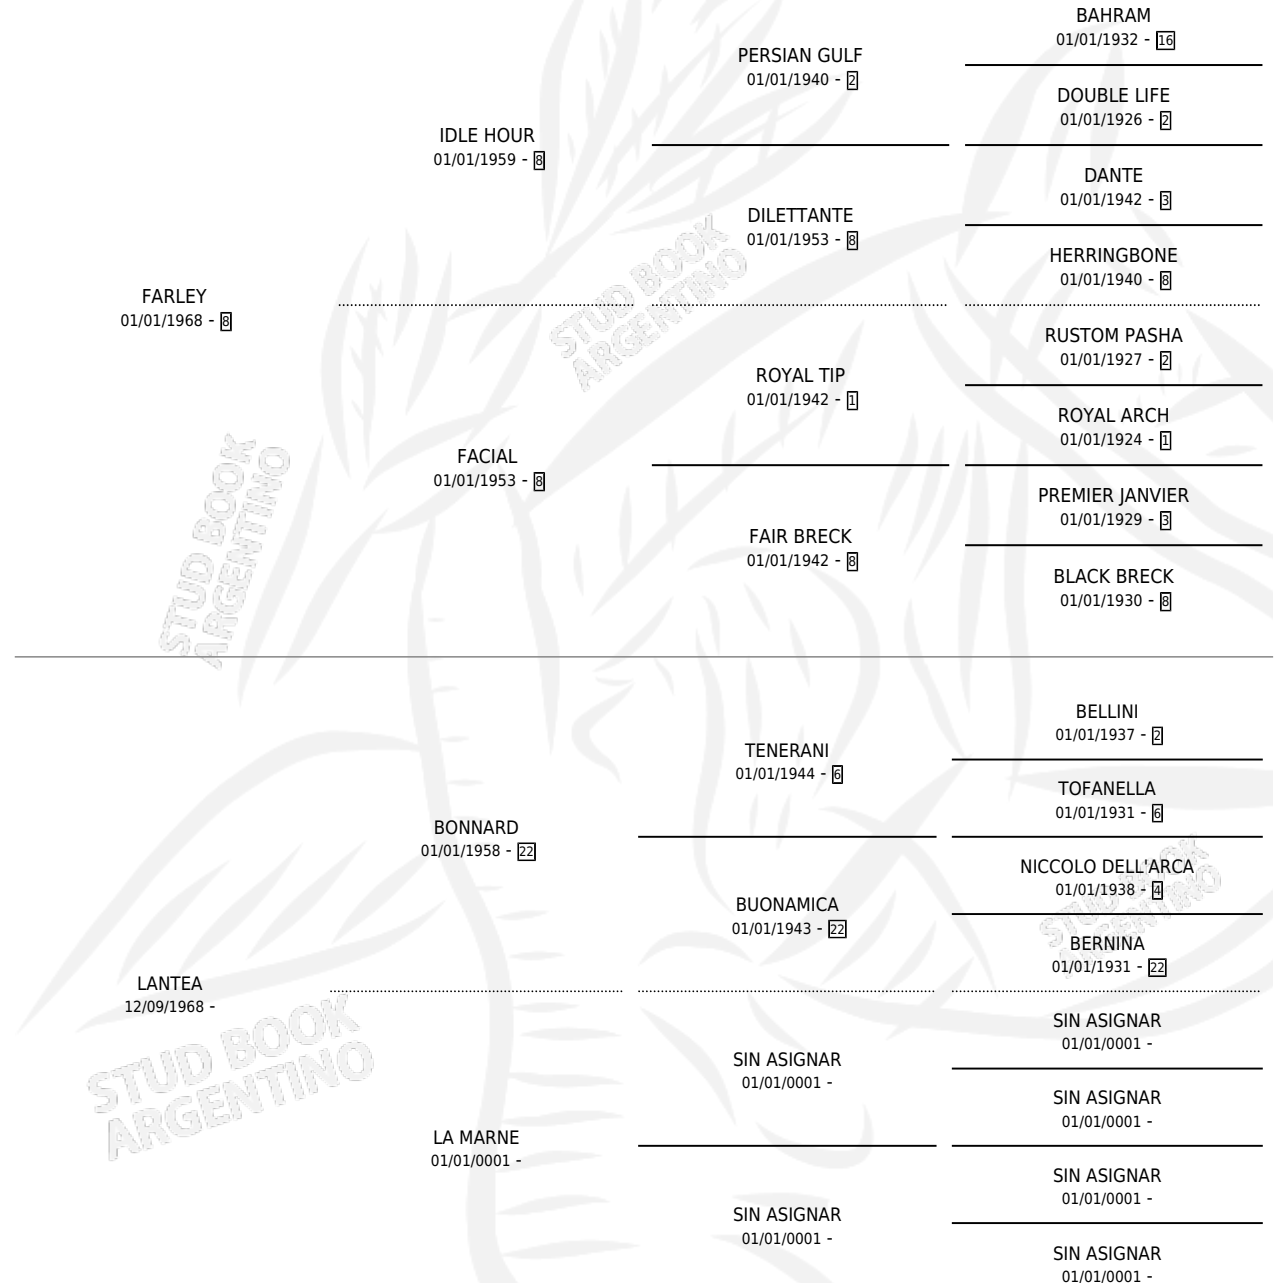 BAHRAM
01/01/1932 - 16
PERSIAN GULF
01/01/1940 - 2
DOUBLE LIFE
01/01/1926 - 2
IDLE HOUR
01/01/1959 - 8
DANTE
01/01/1942 - 3
DILETTANTE
01/01/1953 - 8
HERRINGBONE
01/01/1940 - 8
FARLEY
01/01/1968 - 8
RUSTOM PASHA
01/01/1927 - 2
ROYAL TIP
01/01/1942 - 1
ROYAL ARCH
01/01/1924 - 1
FACIAL
01/01/1953 - 8
PREMIER JANVIER
01/01/1929 - 3
FAIR BRECK
01/01/1942 - 8
BLACK BRECK
01/01/1930 - 8
BELLINI
01/01/1937 - 2
TENERANI
01/01/1944 - 6
TOFANELLA
01/01/1931 - 6
BONNARD
01/01/1958 - 22
NICCOLO DELL'ARCA
01/01/1938 - 4
BUONAMICA
01/01/1943 - 22
BERNINA
01/01/1931 - 22
LANTEA
12/09/1968 -
SIN ASIGNAR
01/01/0001 -
SIN ASIGNAR
01/01/0001 -
SIN ASIGNAR
01/01/0001 -
LA MARNE
01/01/0001 -
SIN ASIGNAR
01/01/0001 -
SIN ASIGNAR
01/01/0001 -
SIN ASIGNAR
01/01/0001 -
STUD BOOK
ARGENTINO
STUD BOOK
ARGENTINO
STUD BOOK
ARGENTINO
STUD BOOK
ARGENTINO